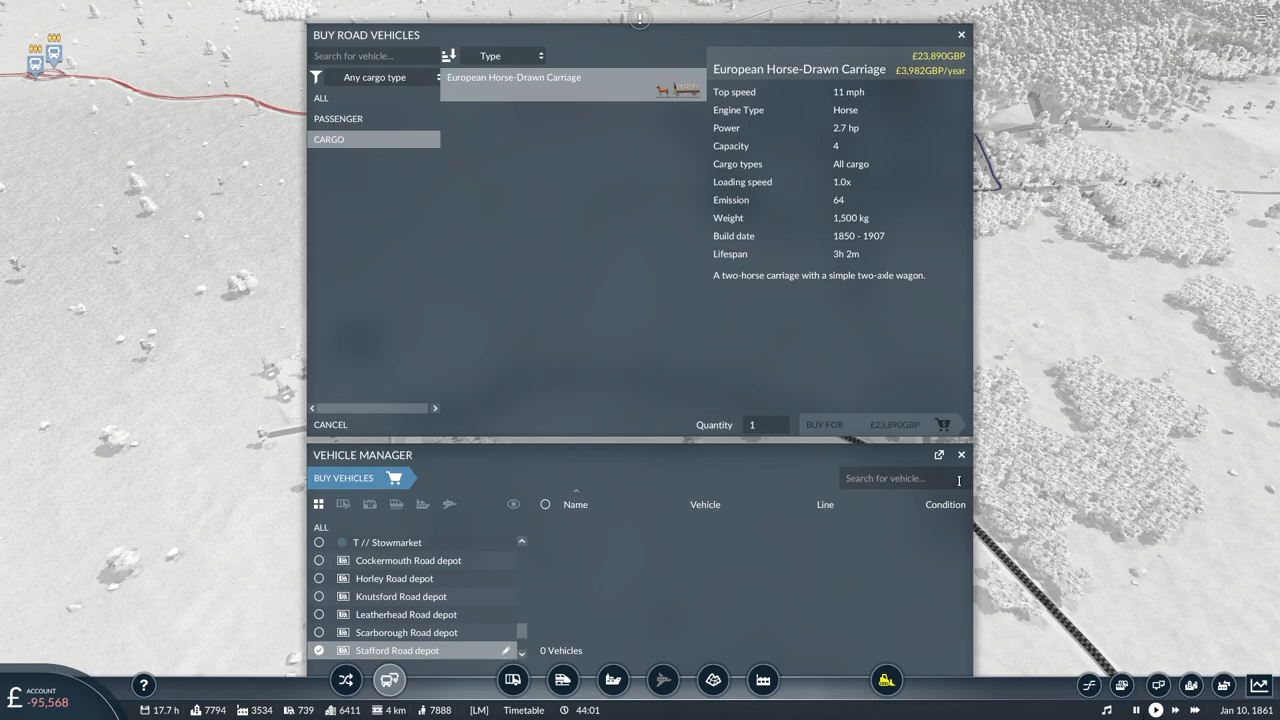 BUY ROAD VEHICLES
Search for vehicle...
Type
Any cargo type
ALL
PASSENGER
CARGO
European Horse-Drawn Carriage
£23,890GBP
European Horse-Drawn Carriage
£3,982GBP/year
Top speed 11 mph
Engine Type Horse
Power 2.7 hp
Capacity 4
Cargo types All cargo
Loading speed 1.0x
Emission 64
Weight 1,500 kg
Build date 1850 - 1907
Lifespan 3h 2m
A two-horse carriage with a simple two-axle wagon.
CANCEL
Quantity 1
BUY FOR £23,890GBP
VEHICLE MANAGER
BUY VEHICLES
Search for vehicle...
Name Vehicle Line Condition
ALL
T // Stowmarket
Cockermouth Road depot
Horley Road depot
Knutsford Road depot
Leatherhead Road depot
Scarborough Road depot
Stafford Road depot
0 Vehicles
£ ACCOUNT
-95,568
?
17.7 h 7794 3534 739 6411 4 km 7888 [LM] Timetable 44:01
Jan 10, 1861